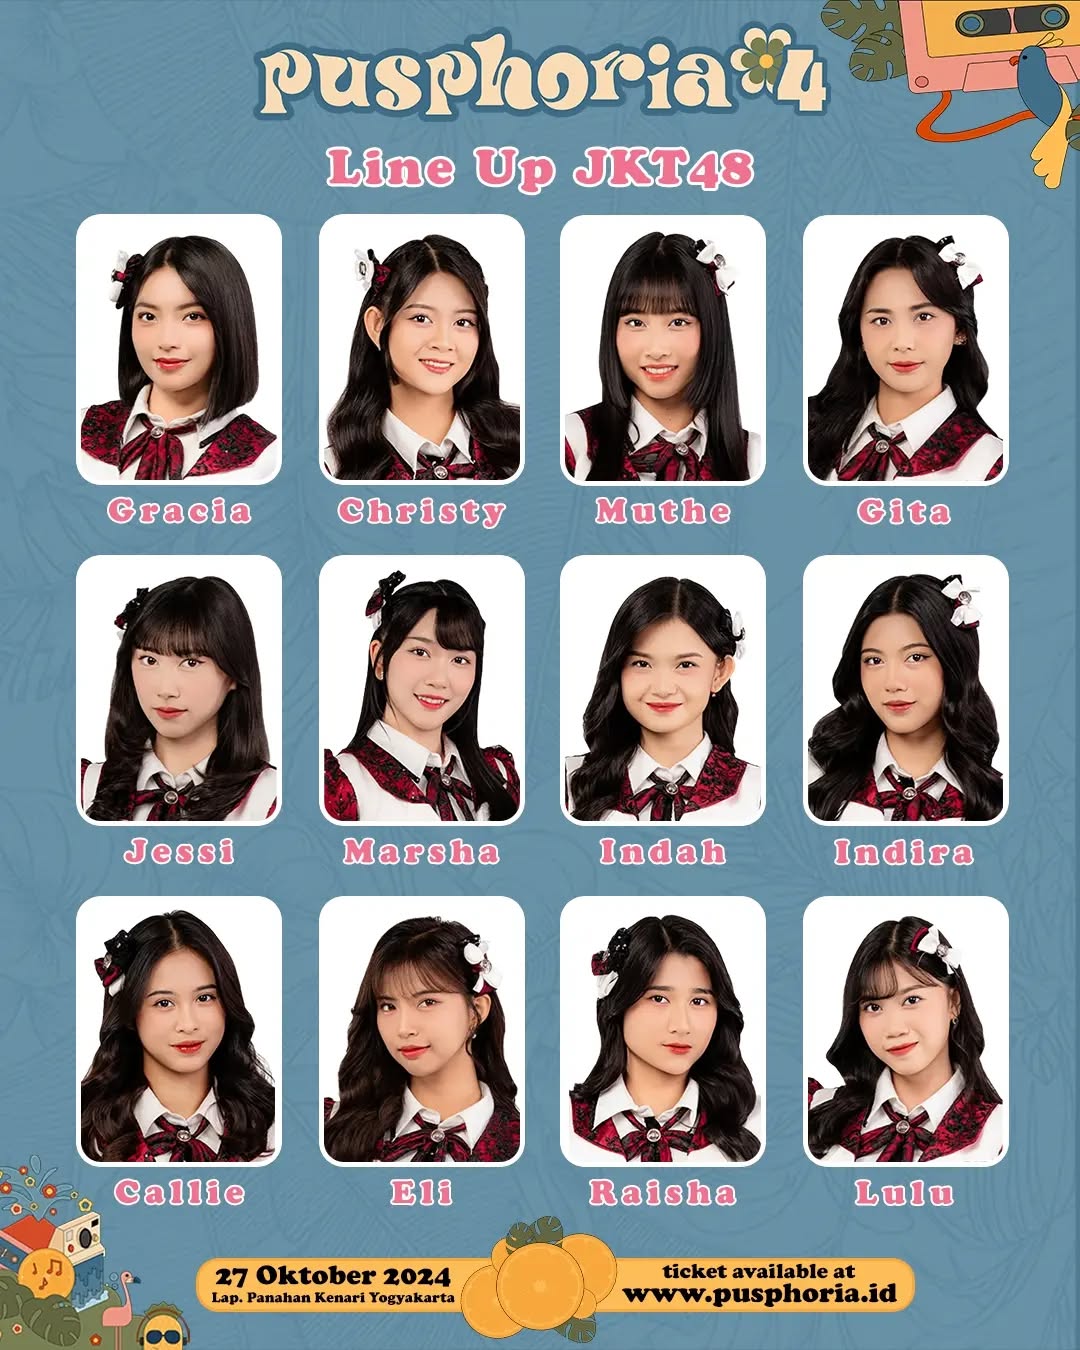 pusphoria 4
Line Up JKT48
Gracia
Christy
Muthe
Gita
Jessi
Marsha
Indah
Indira
Callie
Eli
Raisha
Lulu
27 Oktober 2024
Lap. Panahan Kenari Yogyakarta
ticket available at
www.pusphoria.id